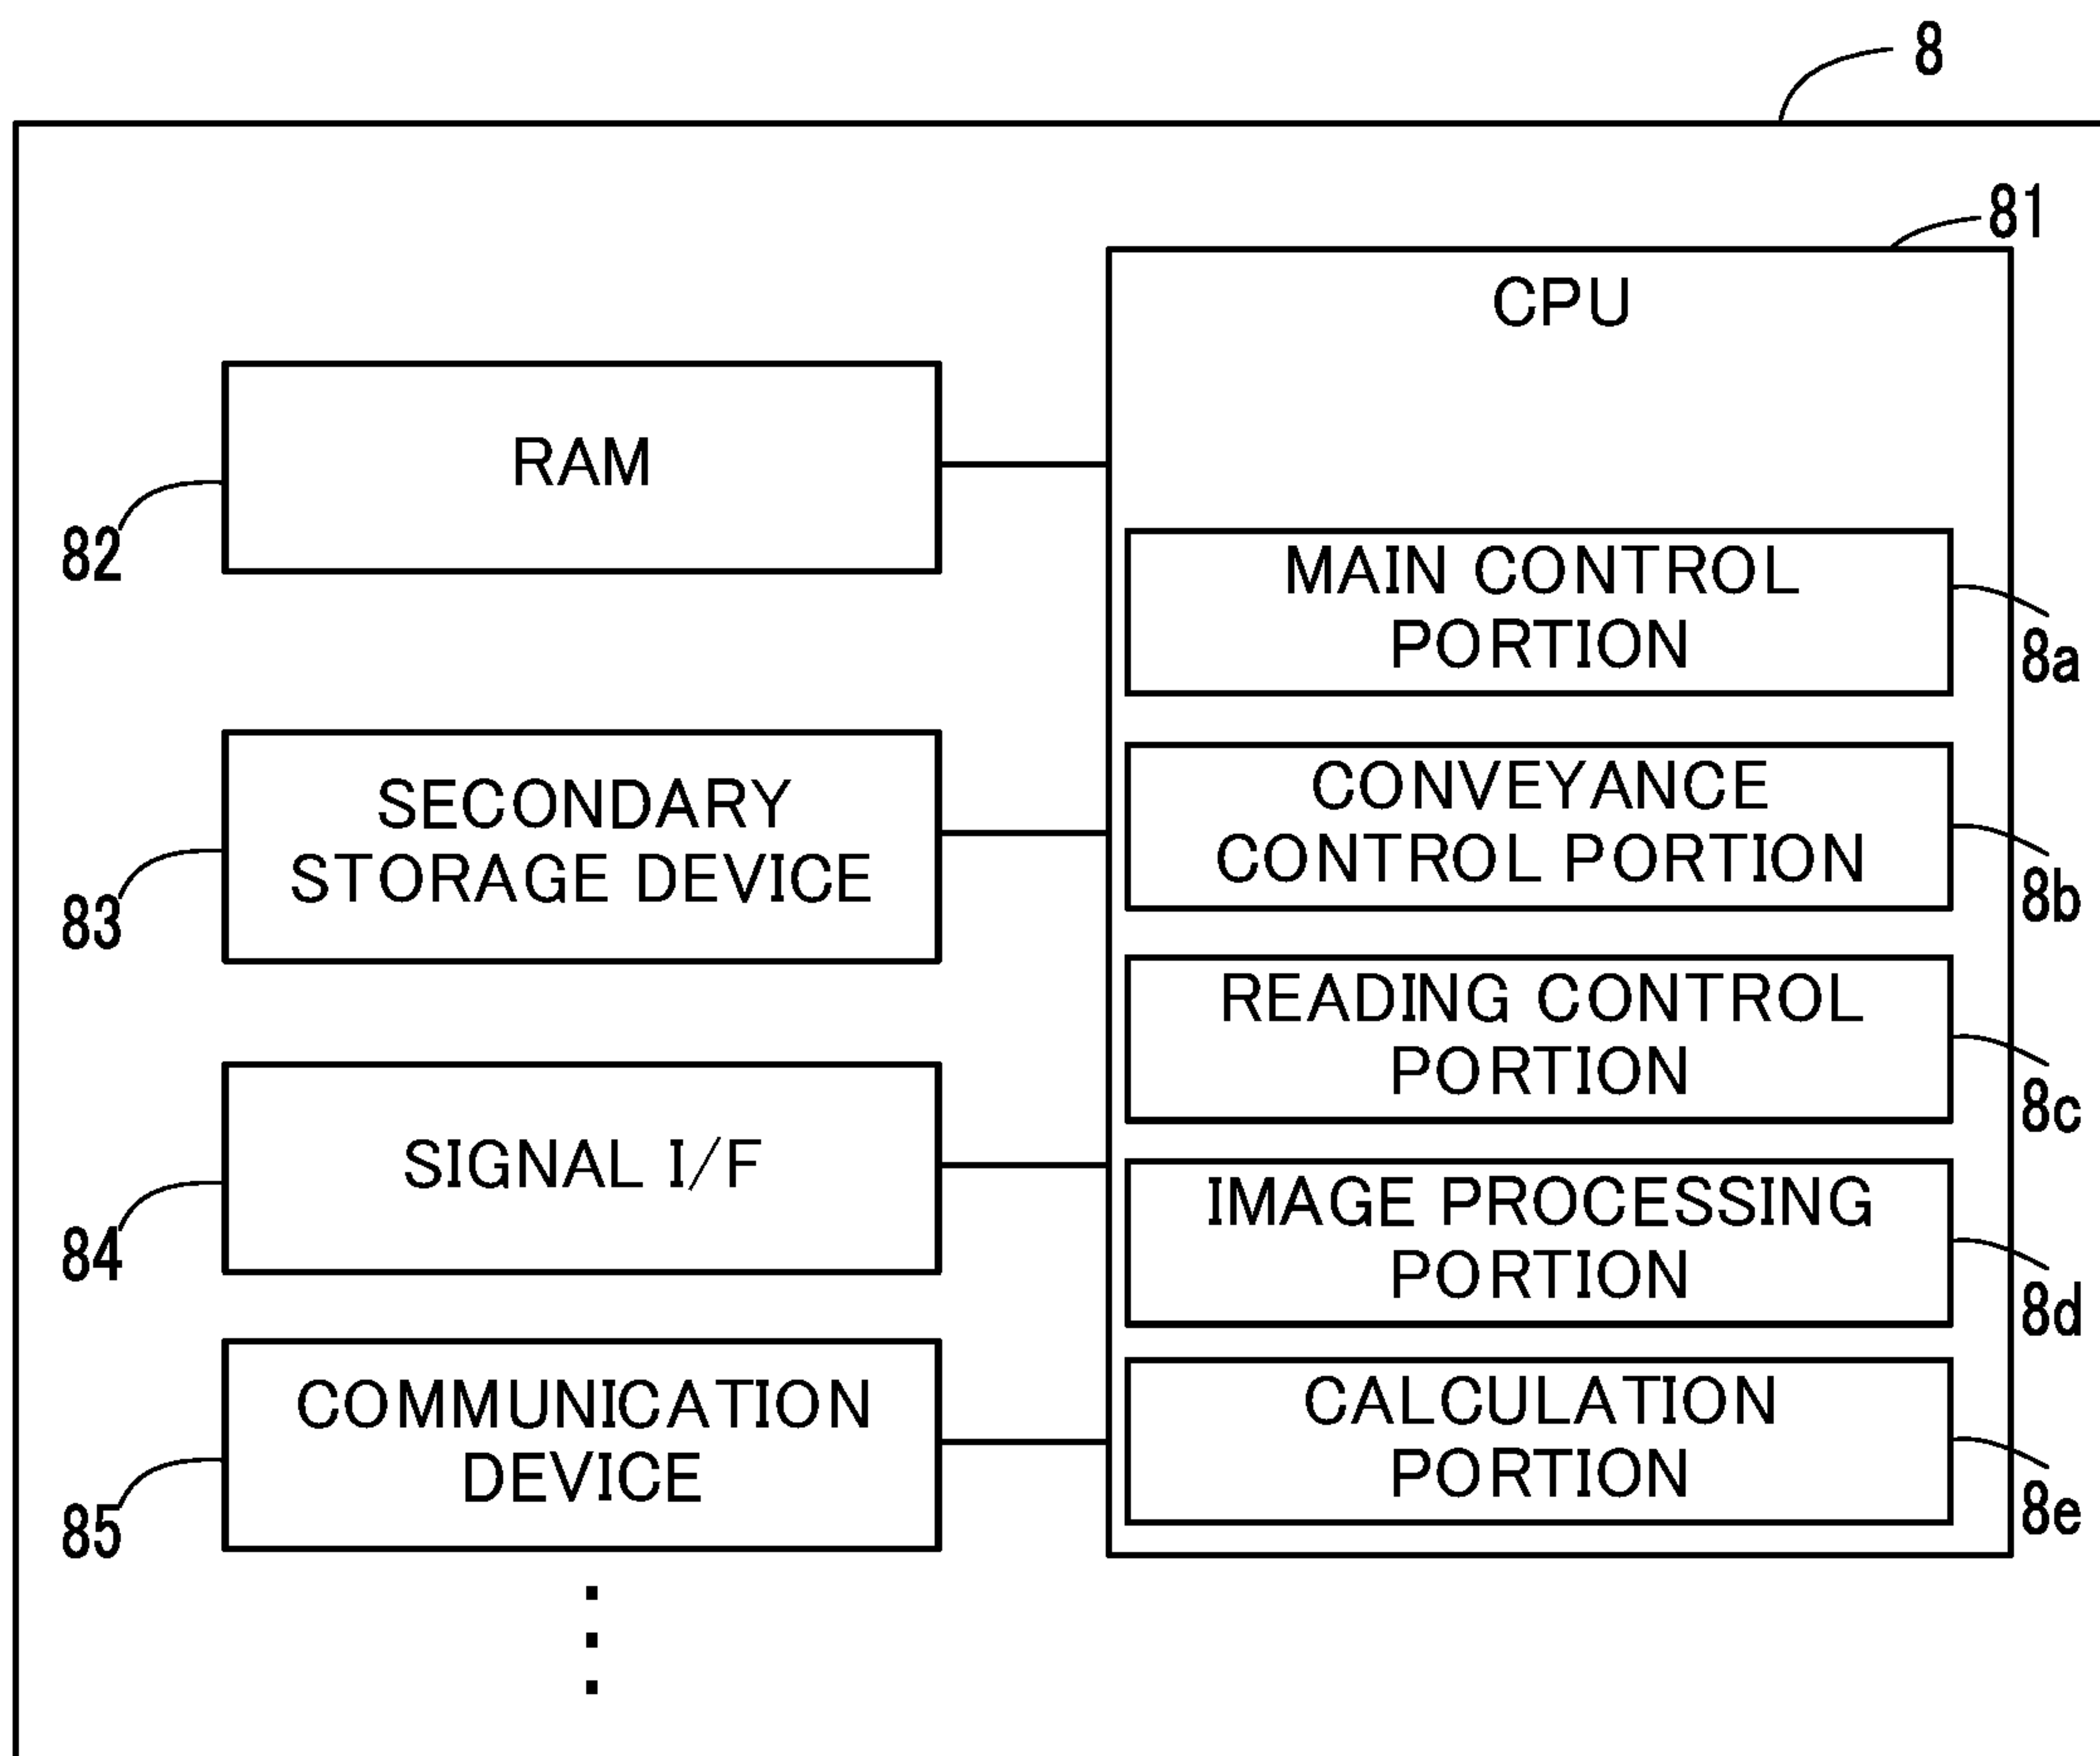 8
81
CPU
RAM
82
MAIN CONTROL
PORTION
8a
SECONDARY
STORAGE DEVICE
83
CONVEYANCE
CONTROL PORTION
8b
READING CONTROL
PORTION
8c
SIGNAL I/F
84
IMAGE PROCESSING
PORTION
8d
COMMUNICATION
DEVICE
85
CALCULATION
PORTION
8e